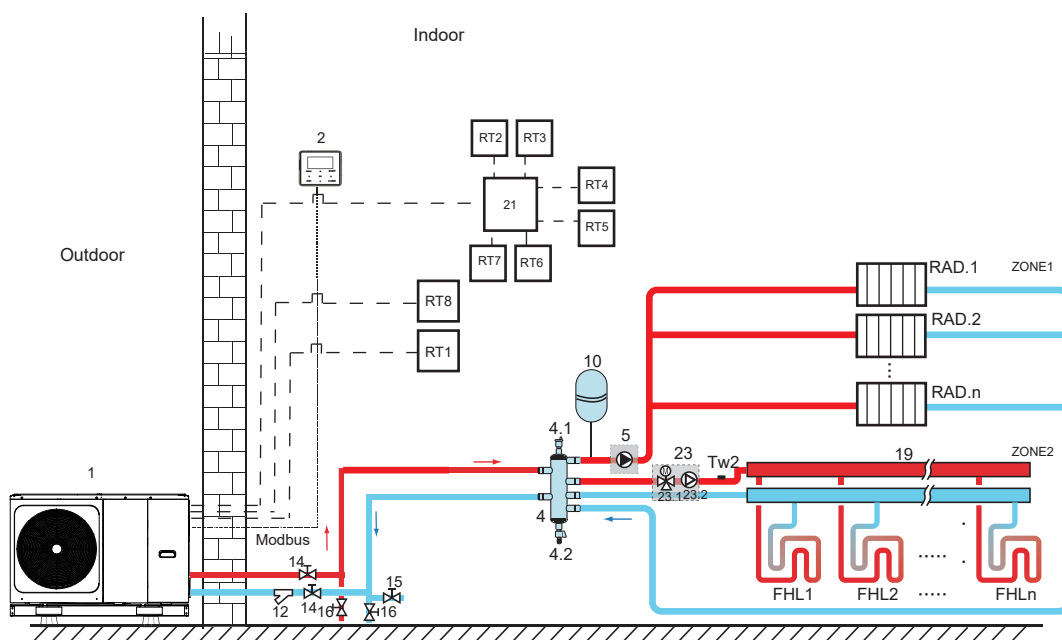 Indoor
Outdoor
2
RT2
RT3
21
RT4
RT5
RT7
RT6
RT8
RT1
RAD.1
ZONE1
RAD.2
RAD.n
10
4.1
5
4
4.2
23
23.1
23.2
Tw2
19
ZONE2
FHL1
FHL2
FHLn
1
Modbus
14
12
14
16
16
15
M